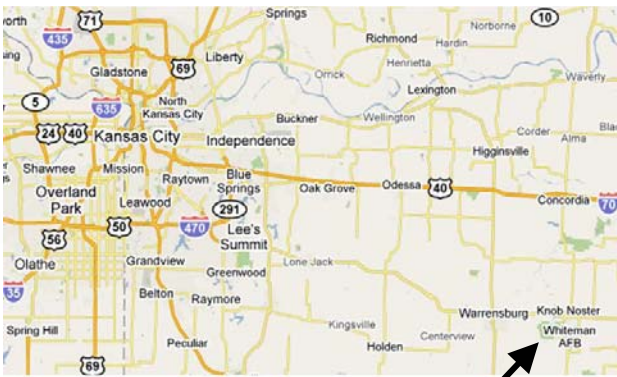 Springs
71
10
Norborne
435
Richmond
Hardin
Liberty
Henrietta
Gladstone
69
Orrick
Waverly
Lexington
5
635
North
Kansas City
Buckner
Wellington
24 40
Kansas City
Independence
Corder
Alma
Higginsville
Shawnee
Mission
Raytown
Blue
Springs
Oak Grove
Odessa
40
Overland
Park
Leawood
291
Concordia
70
50
470
Lee's
Summit
56
Olathe
Grandview
Greenwood
Lone Jack
35
Belton
Raymore
Warrensburg
Knob Noster
Spring Hill
Kingsville
Centerview
Whiteman
AFB
Peculiar
Holden
69